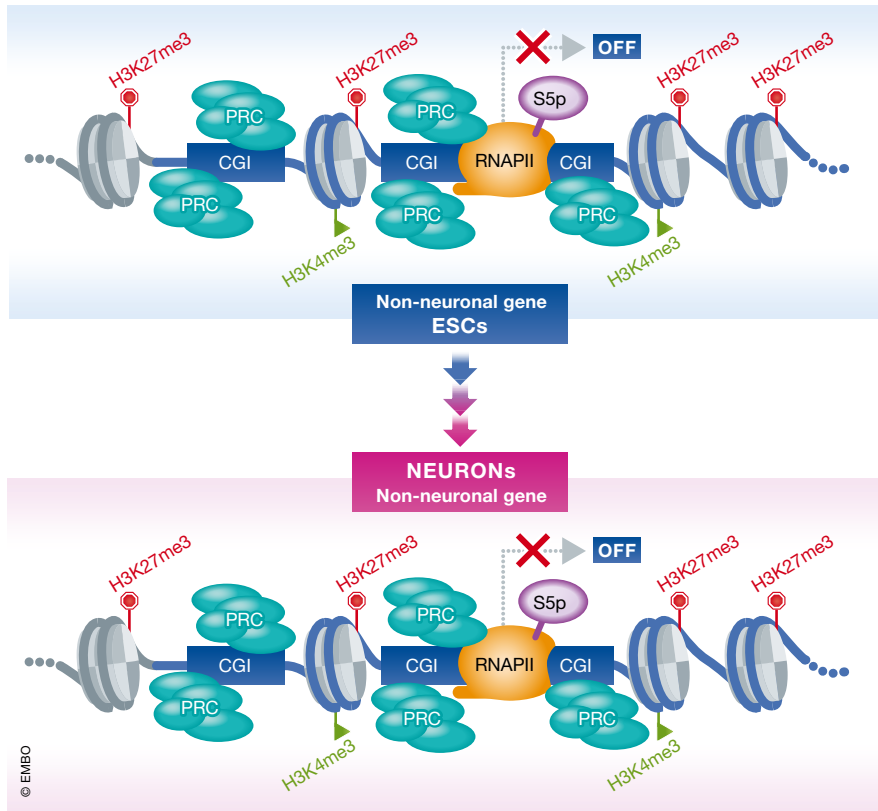 H3K27me3
H3K27me3
OFF
H3K27me3
H3K27me3
S5p
PRC
PRC
CGI
CGI
RNAPII
CGI
PRC
PRC
PRC
H3K4me3
H3K4me3
Non-neuronal gene
ESCs
NEURONs
Non-neuronal gene
H3K27me3
H3K27me3
OFF
H3K27me3
H3K27me3
S5p
PRC
PRC
CGI
CGI
RNAPII
CGI
PRC
PRC
PRC
H3K4me3
H3K4me3
© EMBO